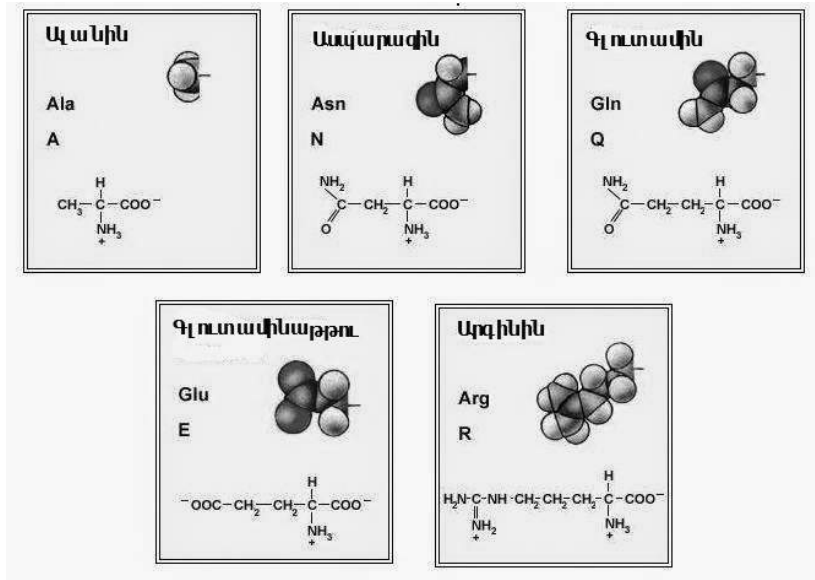 Ալանին
Ala
A
H
CH3–C–COO–
NH3
+
Ասպարագին
Asn
N
NH2 H
C–CH2–C–COO–
O NH3
+
Գլուտամին
Gln
Q
NH2 H
C–CH2–CH2–C–COO–
O NH3
+
Գլուտամինաթթու
Glu
E
H
–OOC–CH2–CH2–C–COO–
NH3
+
Արգինին
Arg
R
H
H2N-C-NH-CH2-CH2-CH2-C-COO–
NH2 NH3
+ +